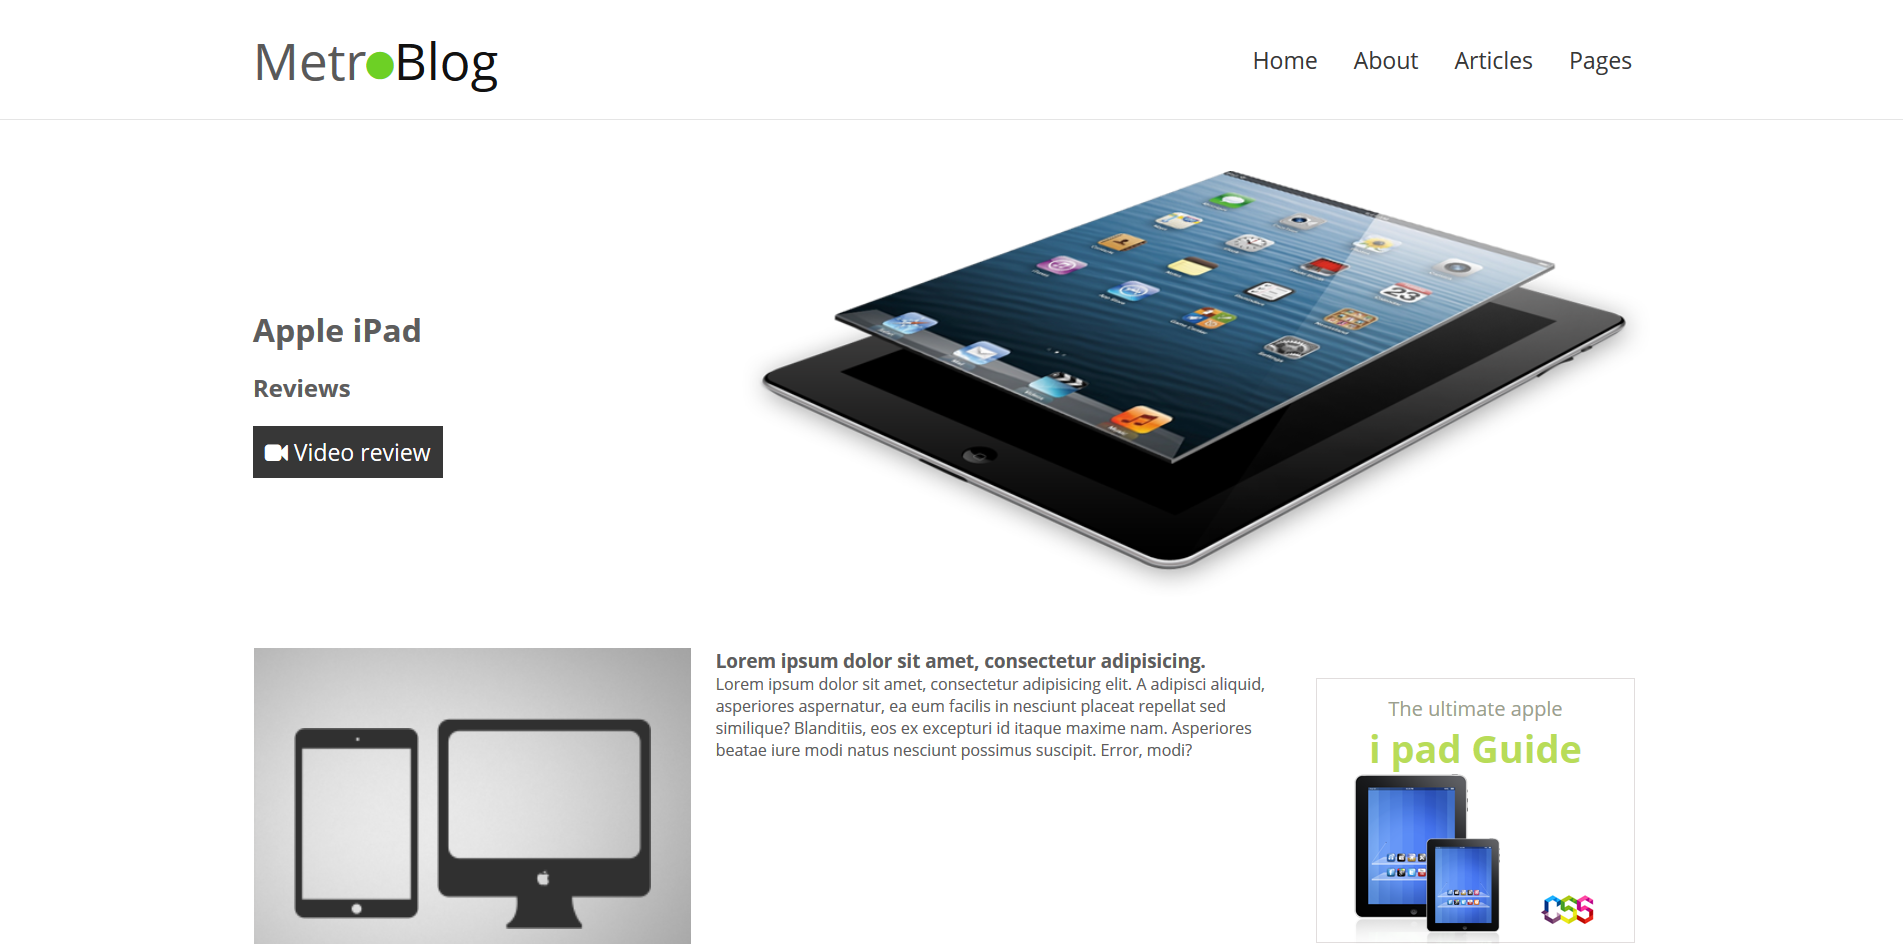 Metr Blog
Home About Articles Pages
Apple iPad
Reviews
Video review
23
Lorem ipsum dolor sit amet, consectetur adipisicing.
Lorem ipsum dolor sit amet, consectetur adipisicing elit. A adipisci aliquid,
asperiores aspernatur, ea eum facilis in nesciunt placeat repellat sed
similique? Blanditiis, eos ex excepturi id itaque maxime nam. Asperiores
beatae iure modi natus nesciunt possimus suscipit. Error, modi?
The ultimate apple
i pad Guide
CSS